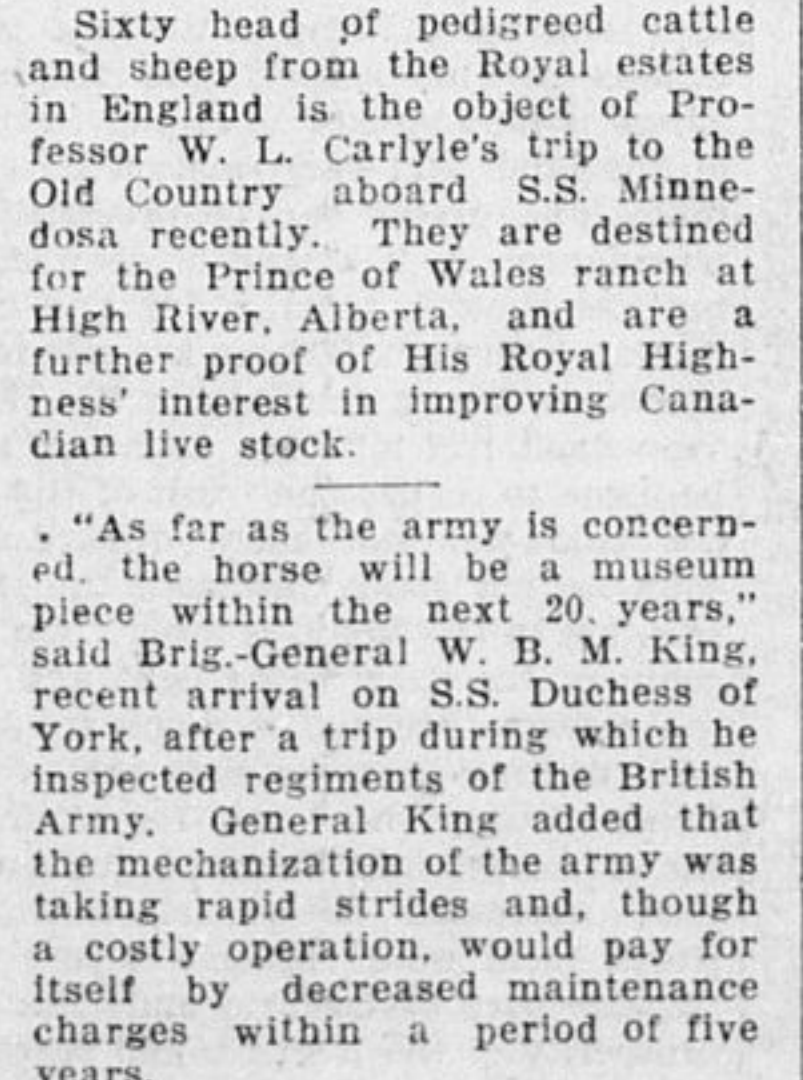 Sixty head of pedigreed cattle
and sheep from the Royal estates
in England is the object of Pro-
fessor W. L. Carlyle's trip to the
Old Country aboard S.S. Minne-
dosa recently. They are destined
for the Prince of Wales ranch at
High River, Alberta, and are a
further proof of His Royal High-
ness' interest in improving Cana-
dian live stock.
"As far as the army is concern-
ed, the horse will be a museum
piece within the next 20 years,"
said Brig.-General W. B. M. King,
recent arrival on S.S. Duchess of
York, after a trip during which he
inspected regiments of the British
Army. General King added that
the mechanization of the army was
taking rapid strides and, though
a costly operation, would pay for
itself by decreased maintenance
charges within a period of five
years.